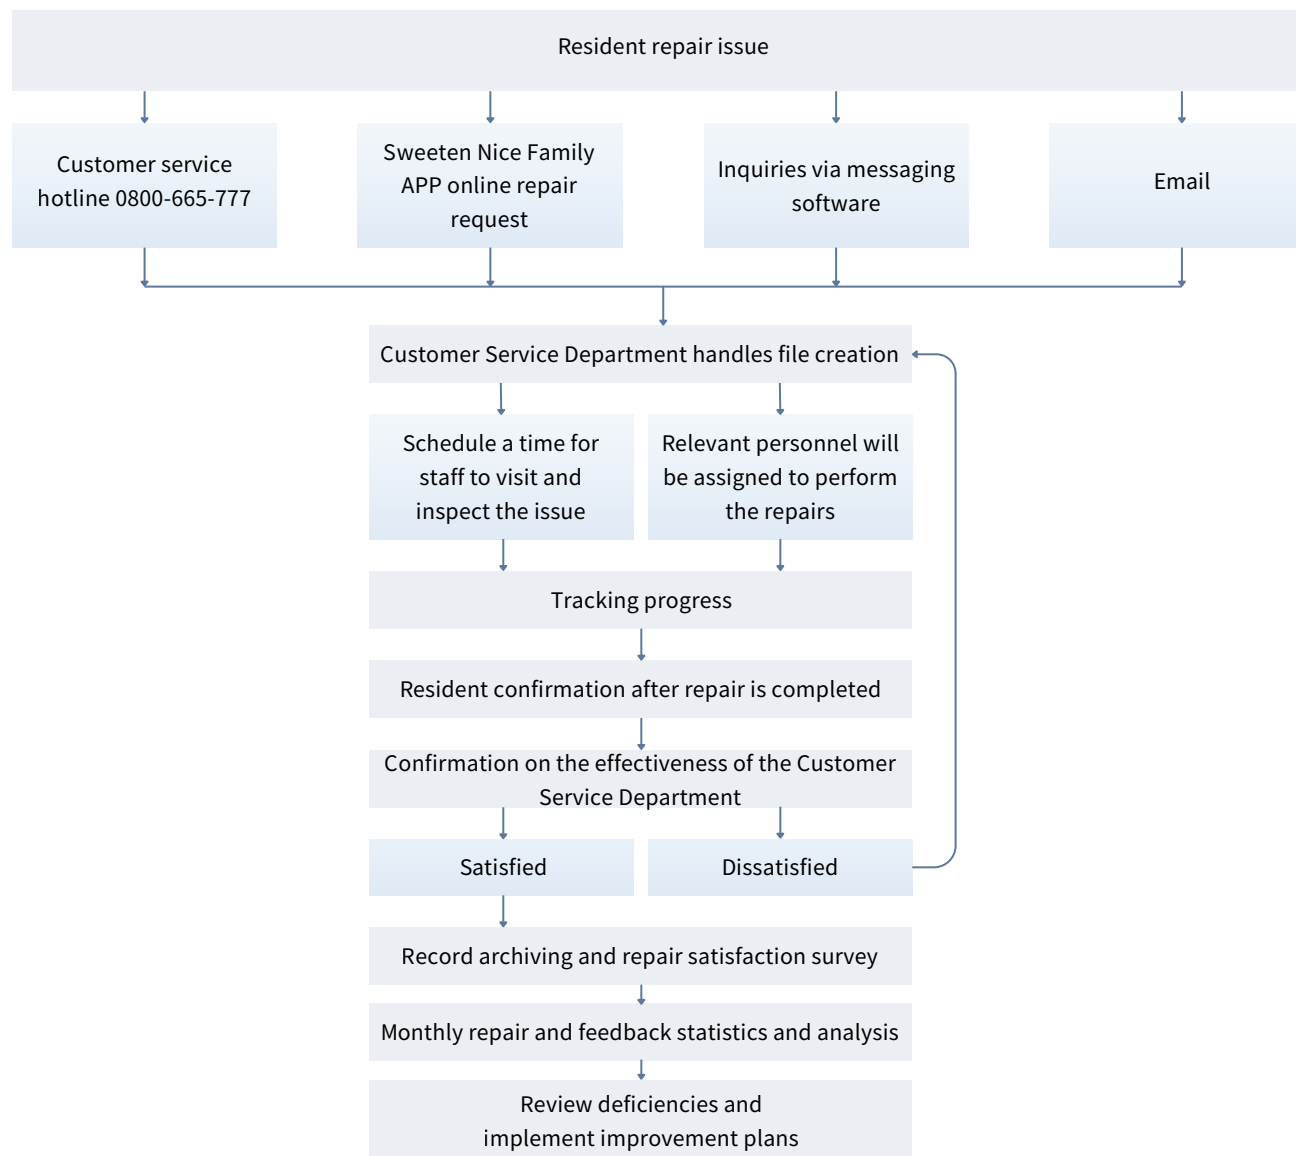 Resident repair issue
Customer service
hotline 0800-665-777
Sweeten Nice Family
APP online repair
request
Inquiries via messaging
software
Email
Customer Service Department handles file creation
Schedule a time for
staff to visit and
inspect the issue
Relevant personnel will
be assigned to perform
the repairs
Tracking progress
Resident confirmation after repair is completed
Confirmation on the effectiveness of the Customer
Service Department
Satisfied
Dissatisfied
Record archiving and repair satisfaction survey
Monthly repair and feedback statistics and analysis
Review deficiencies and
implement improvement plans